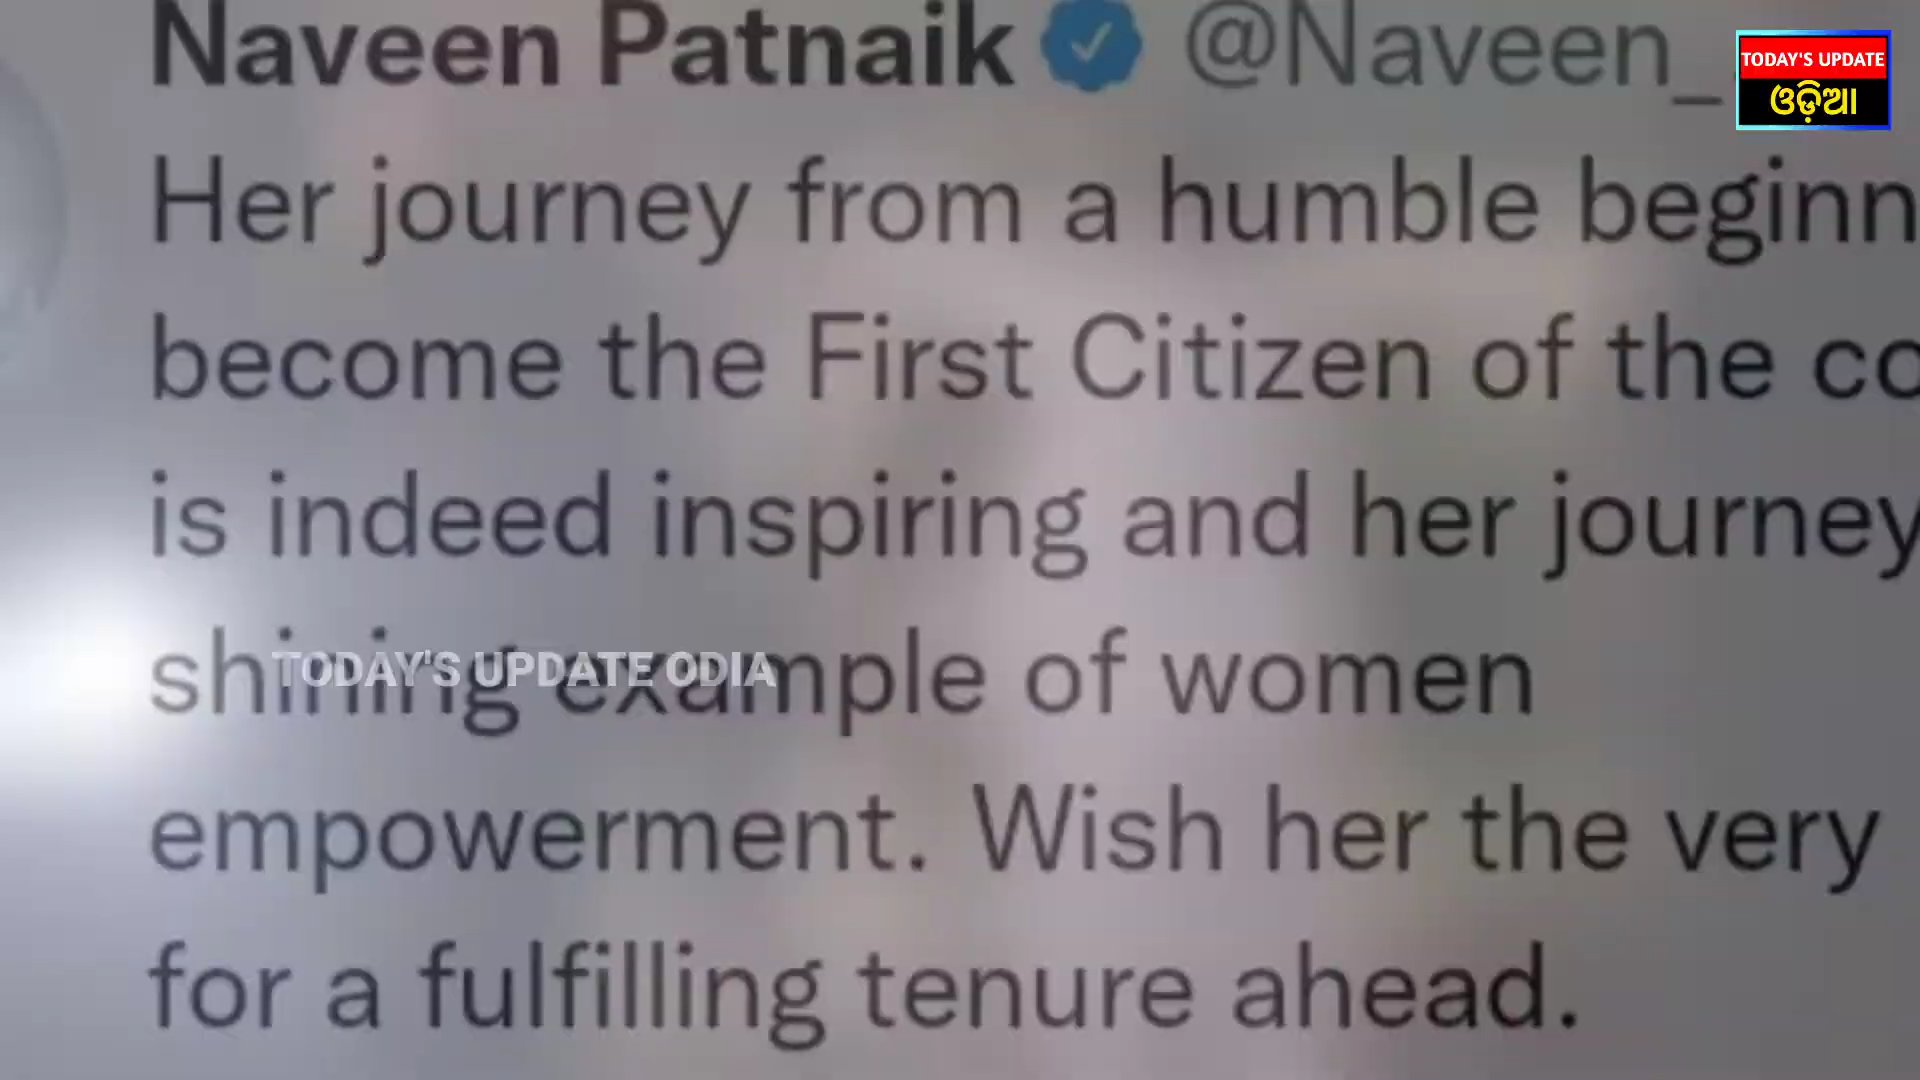 Naveen Patnaik @Naveen_
TODAY'S UPDATE
ଓଡ଼ିଆ
Her journey from a humble beginn
become the First Citizen of the co
is indeed inspiring and her journey
shining example of women
TODAY'S UPDATE ODIA
empowerment. Wish her the very
for a fulfilling tenure ahead.